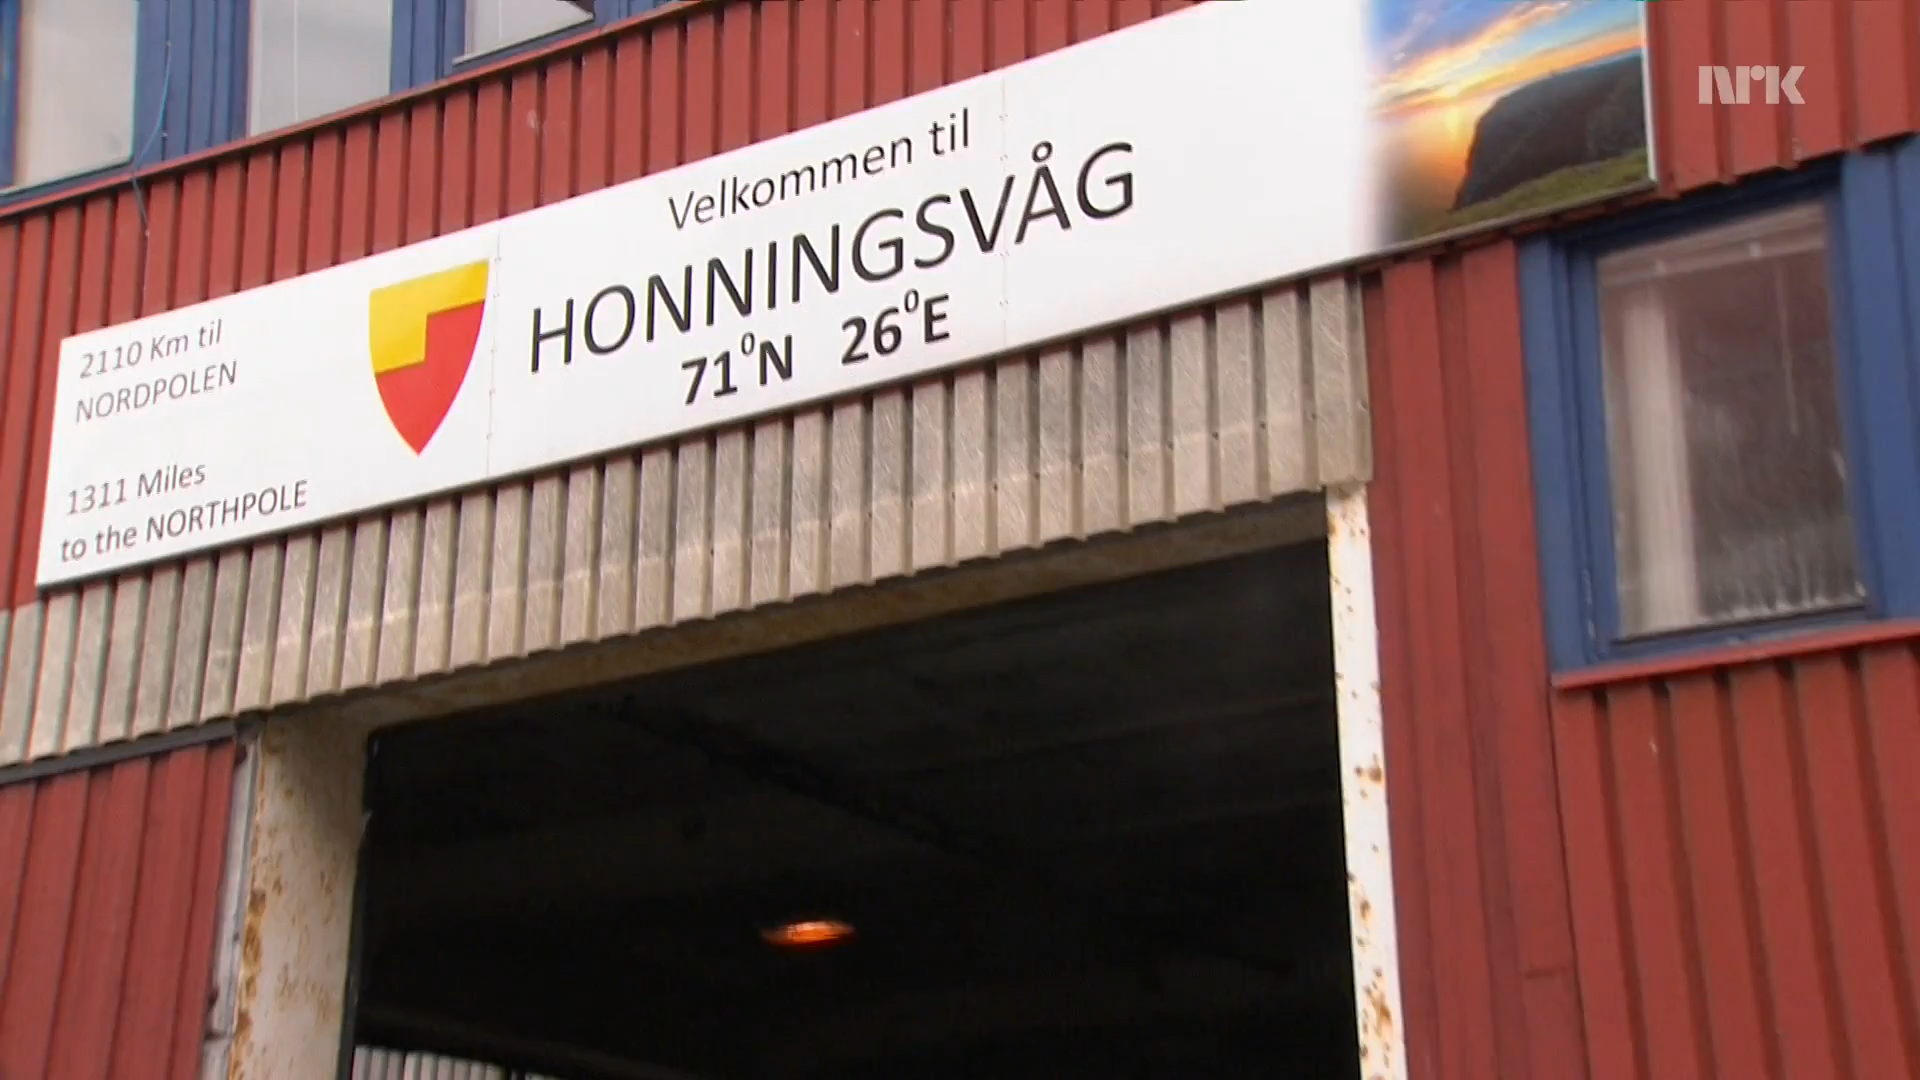 NRK
Velkommen til
HONNINGSVÅG
71°N 26°E
2110 Km til
NORDPOLEN
1311 Miles
to the NORTHPOLE